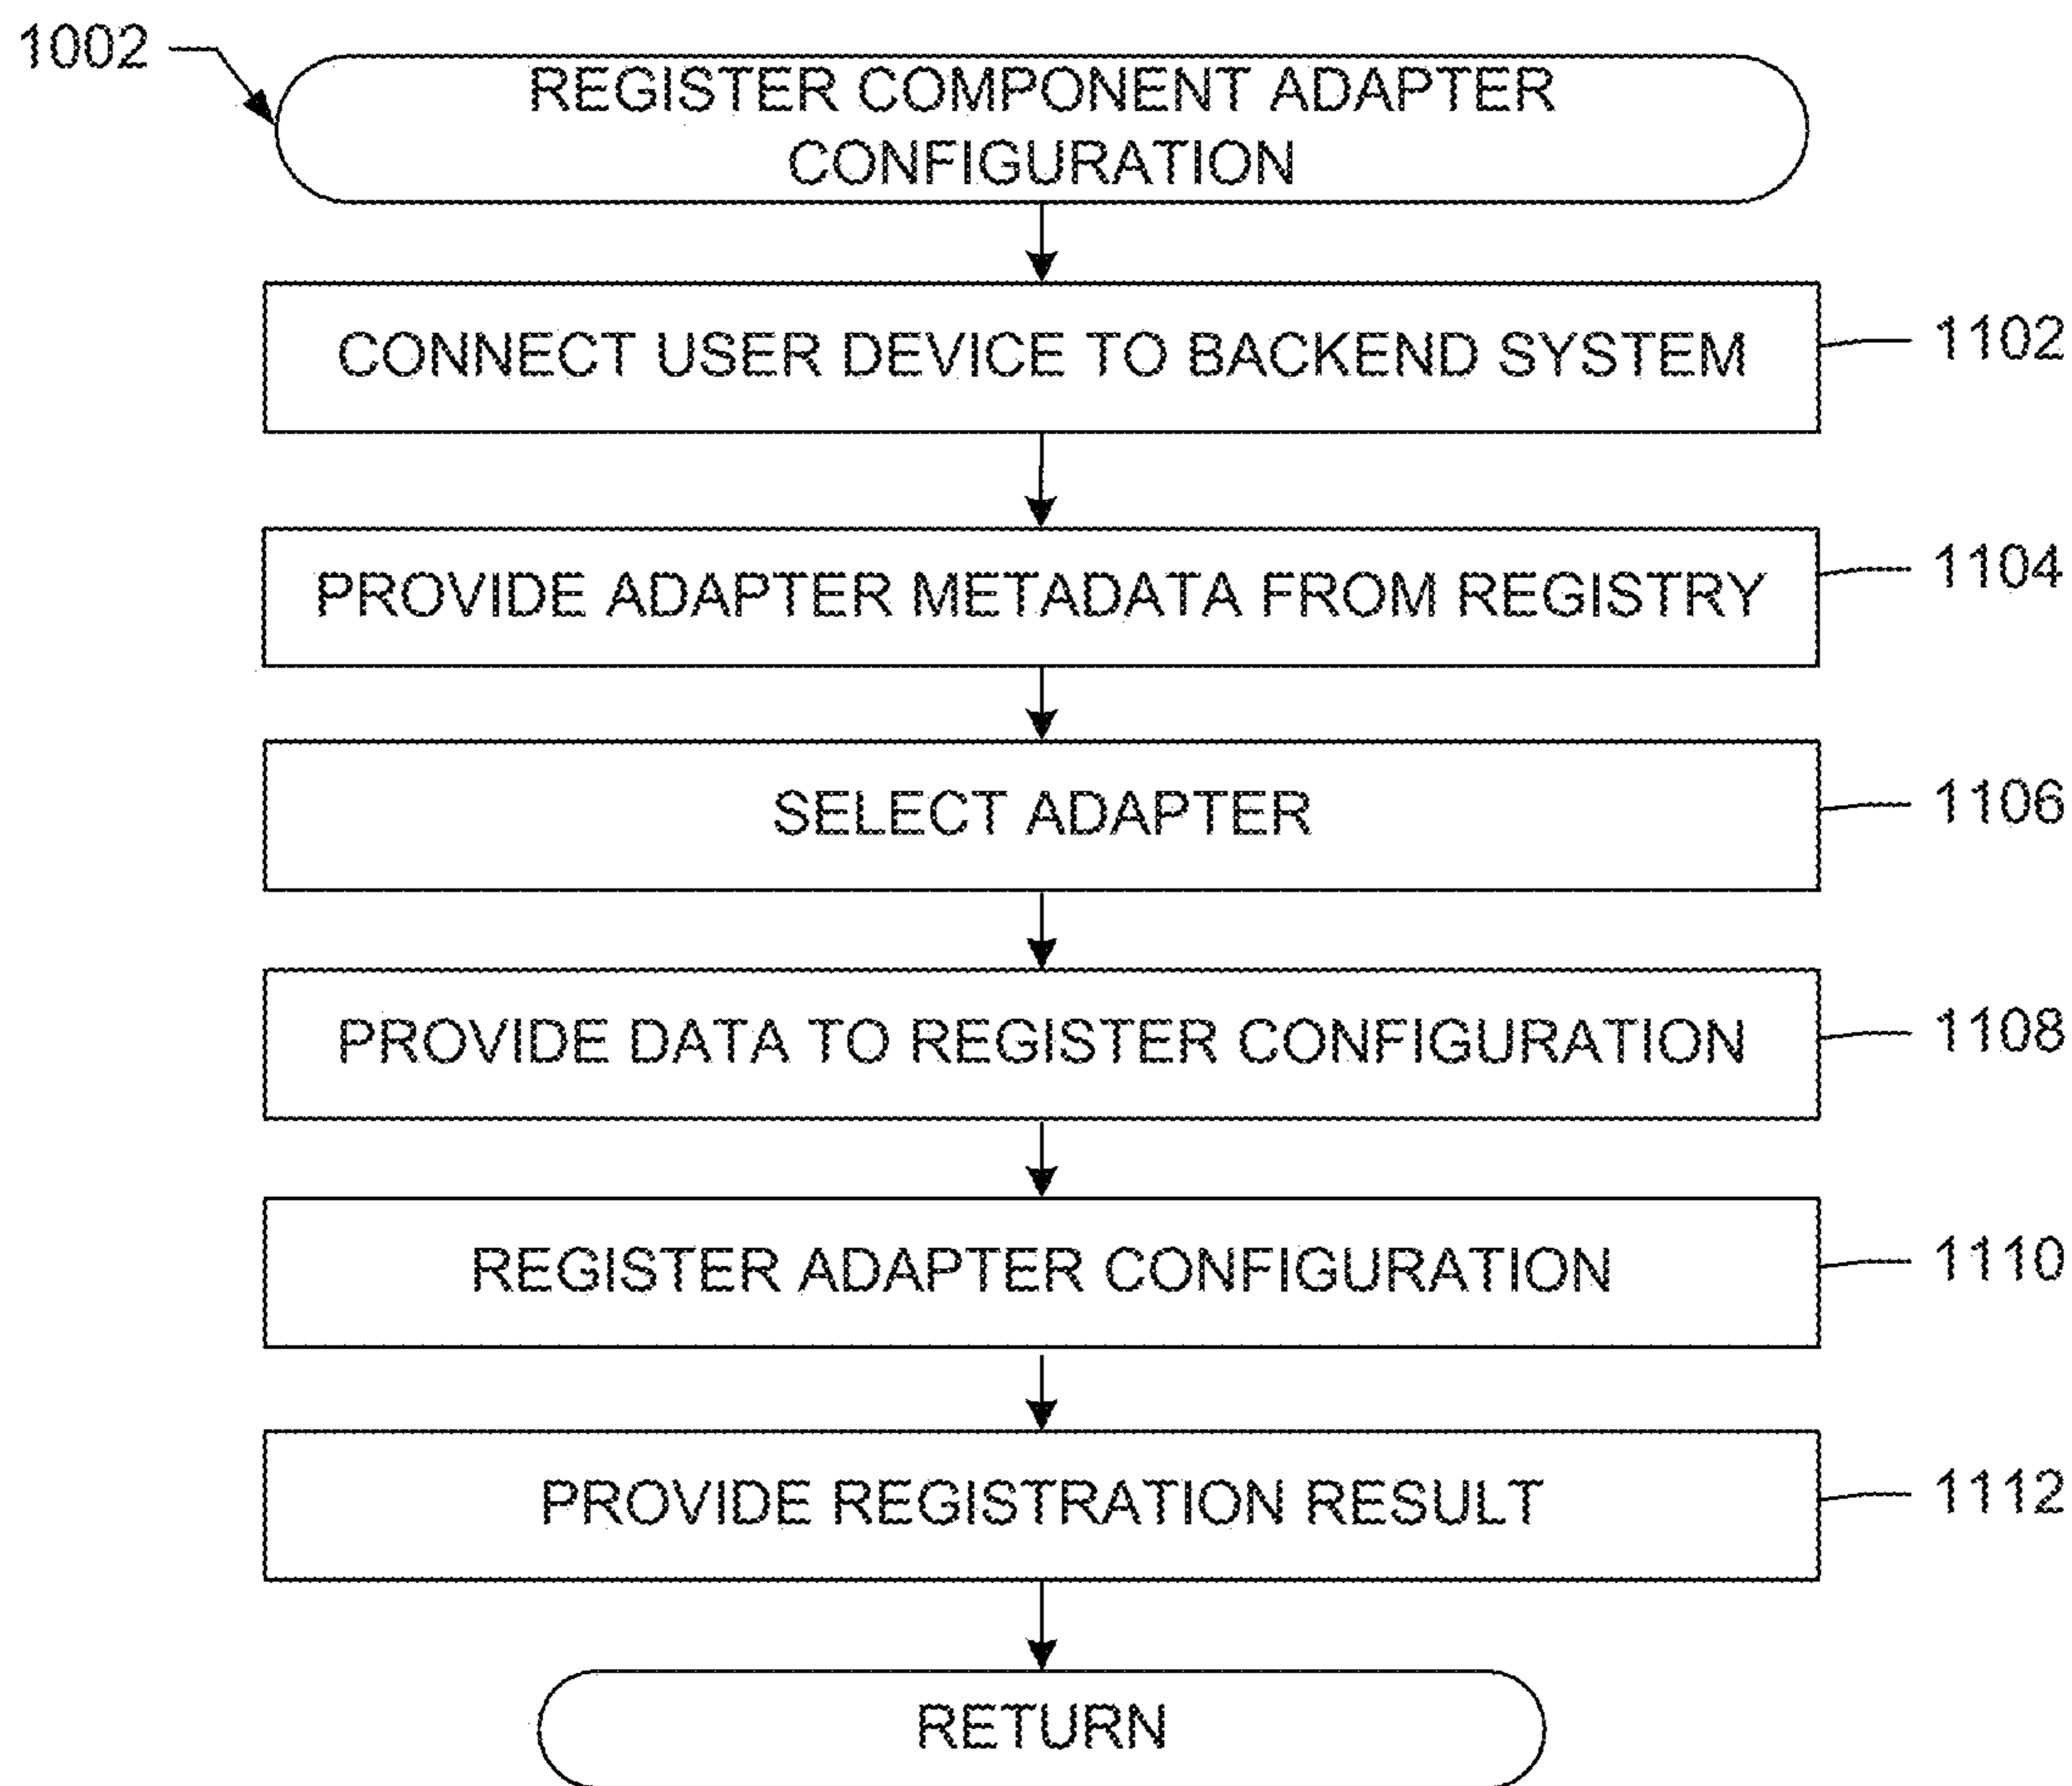 1002
REGISTER COMPONENT ADAPTER
CONFIGURATION
CONNECT USER DEVICE TO BACKEND SYSTEM
1102
PROVIDE ADAPTER METADATA FROM REGISTRY
1104
SELECT ADAPTER
1106
PROVIDE DATA TO REGISTER CONFIGURATION
1108
REGISTER ADAPTER CONFIGURATION
1110
PROVIDE REGISTRATION RESULT
1112
RETURN